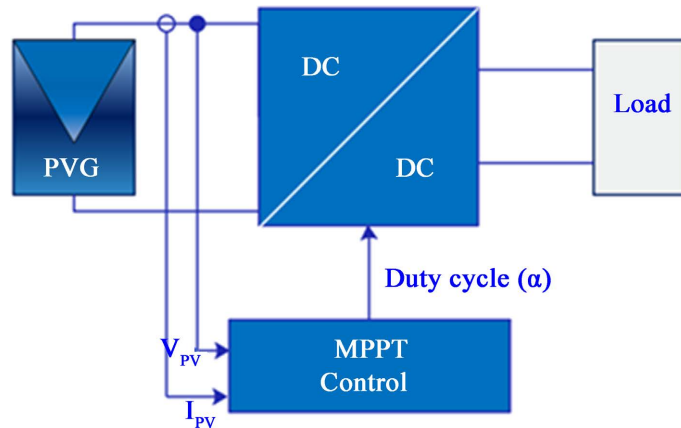 DC
Load
PVG
DC
Duty cycle (α)
V_PV
MPPT
Control
I_PV